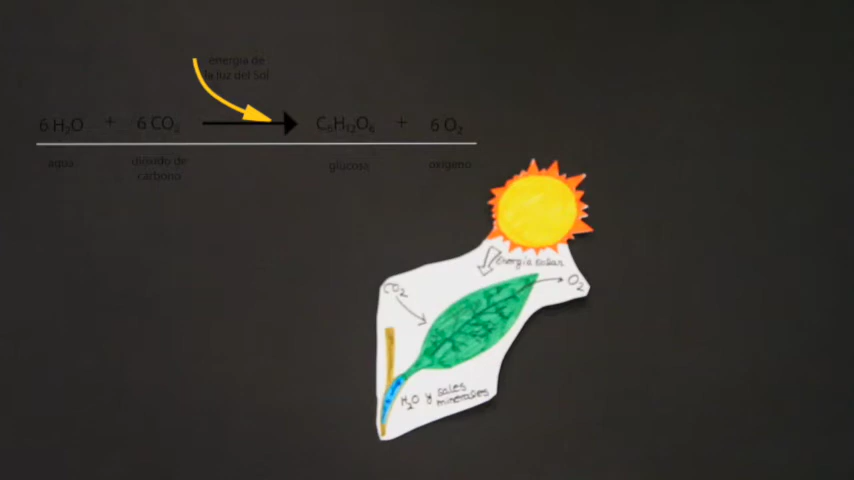 energía de
la luz del Sol
6 H₂O + 6 CO₂ C₆H₁₂O₆ + 6 O₂
agua dióxido de glucosa oxígeno
carbono
Energía solar
CO₂ O₂
H₂O y sales
minerales